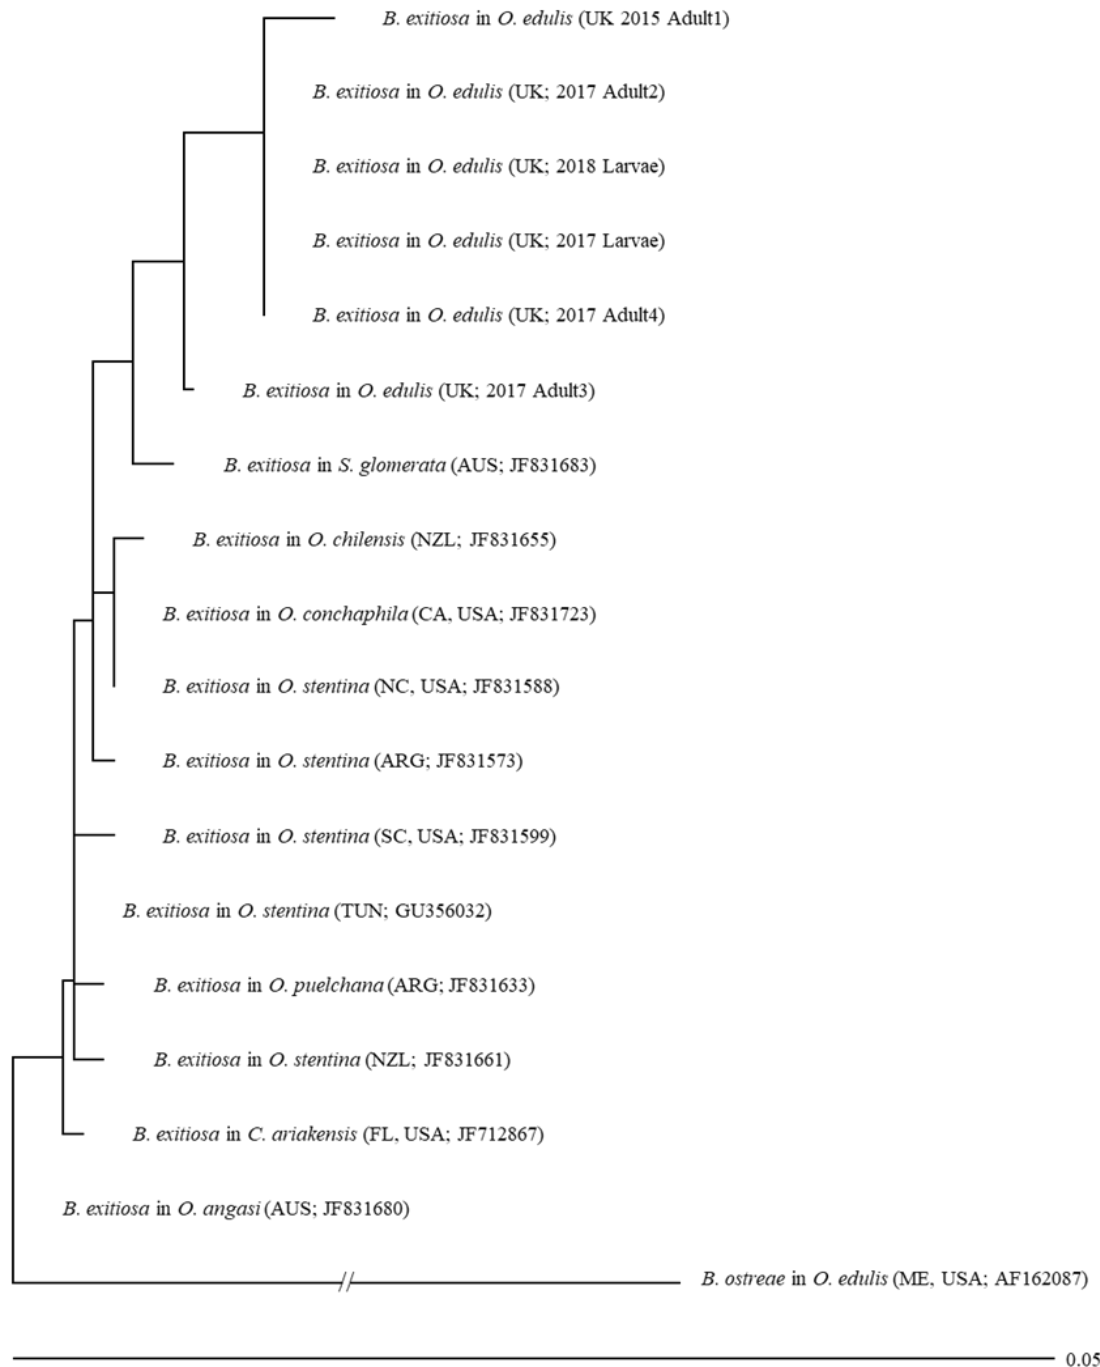 B. exitiosa in O. edulis (UK 2015 Adult1)
B. exitiosa in O. edulis (UK; 2017 Adult2)
B. exitiosa in O. edulis (UK; 2018 Larvae)
B. exitiosa in O. edulis (UK; 2017 Larvae)
B. exitiosa in O. edulis (UK; 2017 Adult4)
B. exitiosa in O. edulis (UK; 2017 Adult3)
B. exitiosa in S. glomerata (AUS; JF831683)
B. exitiosa in O. chilensis (NZL; JF831655)
B. exitiosa in O. conchaphila (CA, USA; JF831723)
B. exitiosa in O. stentina (NC, USA; JF831588)
B. exitiosa in O. stentina (ARG; JF831573)
B. exitiosa in O. stentina (SC, USA; JF831599)
B. exitiosa in O. stentina (TUN; GU356032)
B. exitiosa in O. puelchana (ARG; JF831633)
B. exitiosa in O. stentina (NZL; JF831661)
B. exitiosa in C. ariakensis (FL, USA; JF712867)
B. exitiosa in O. angasi (AUS; JF831680)
B. ostreae in O. edulis (ME, USA; AF162087)
0.05